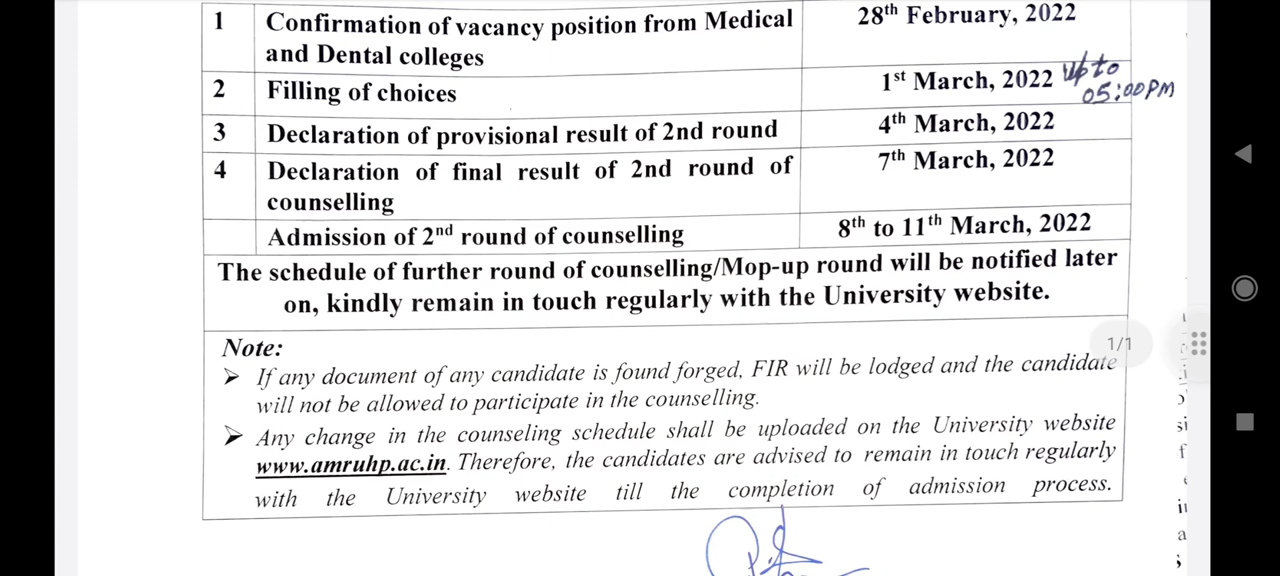 1 Confirmation of vacancy position from Medical 28th February, 2022
and Dental colleges
2 Filling of choices 1st March, 2022 upto
05:00PM
3 Declaration of provisional result of 2nd round 4th March, 2022
4 Declaration of final result of 2nd round of 7th March, 2022
counselling
Admission of 2nd round of counselling 8th to 11th March, 2022
The schedule of further round of counselling/Mop-up round will be notified later
on, kindly remain in touch regularly with the University website.
Note:
➢ If any document of any candidate is found forged, FIR will be lodged and the candidate
will not be allowed to participate in the counselling.
➢ Any change in the counseling schedule shall be uploaded on the University website
www.amruhp.ac.in. Therefore, the candidates are advised to remain in touch regularly
with the University website till the completion of admission process.
1/1